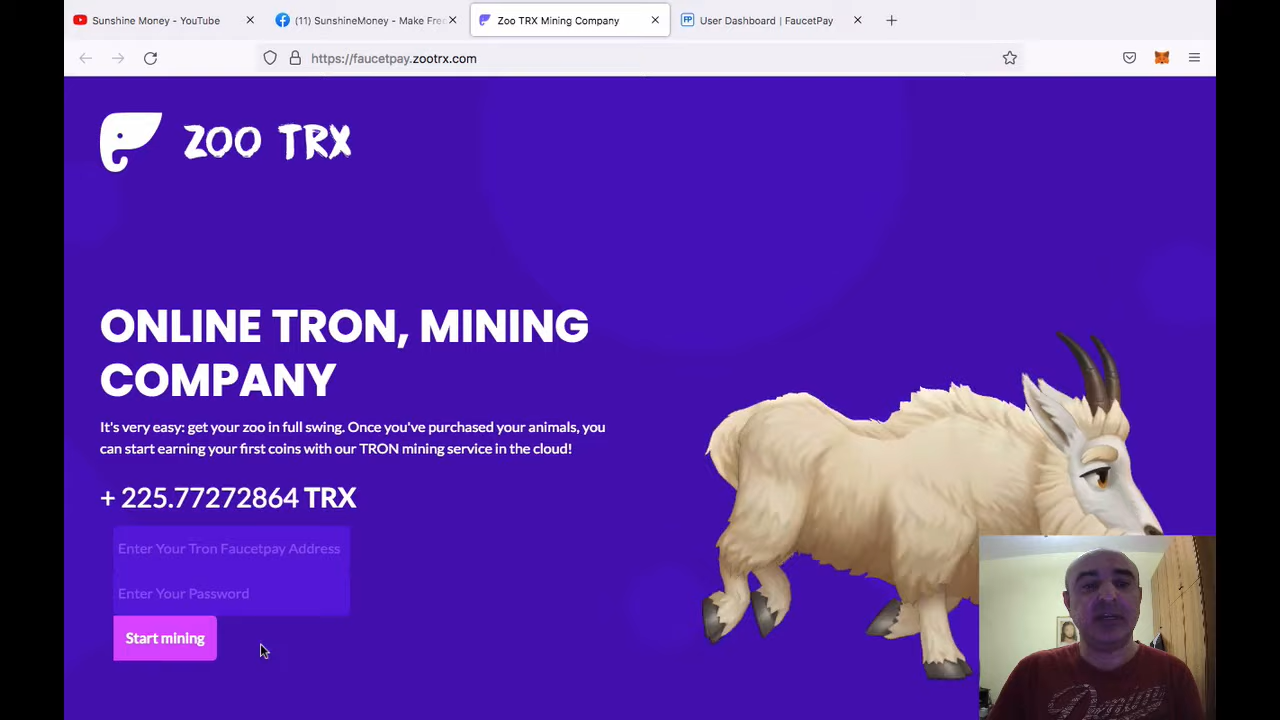 Sunshine Money - YouTube
(11) SunshineMoney - Make Free
Zoo TRX Mining Company
User Dashboard | FaucetPay
https://faucetpay.zootrx.com
ZOO TRX
ONLINE TRON, MINING
COMPANY
It's very easy: get your zoo in full swing. Once you've purchased your animals, you
can start earning your first coins with our TRON mining service in the cloud!
+ 225.77272864 TRX
Enter Your Tron Faucetpay Address
Enter Your Password
Start mining